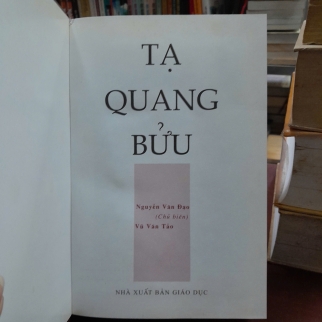 TẠ
QUANG
BỬU
Nguyễn Văn Đạo
(Chủ biên)
Vũ Văn Tảo
NHÀ XUẤT BẢN GIÁO DỤC